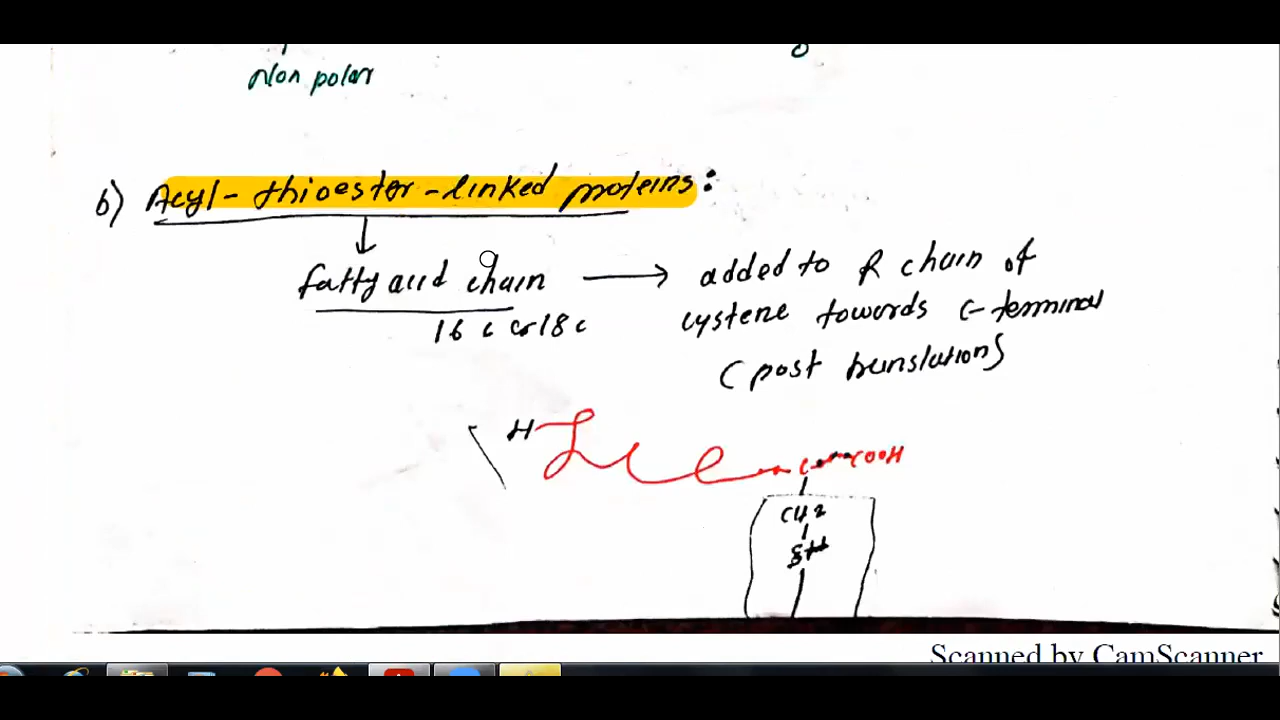 Non polar
b) Acyl-thioester-linked proteins:
fatty acid chain → added to R chain of
16 c or 18 c
cystene towards C-terminal
(post translation)
H
C
COOH
CH2
SH
Scanned by CamScanner